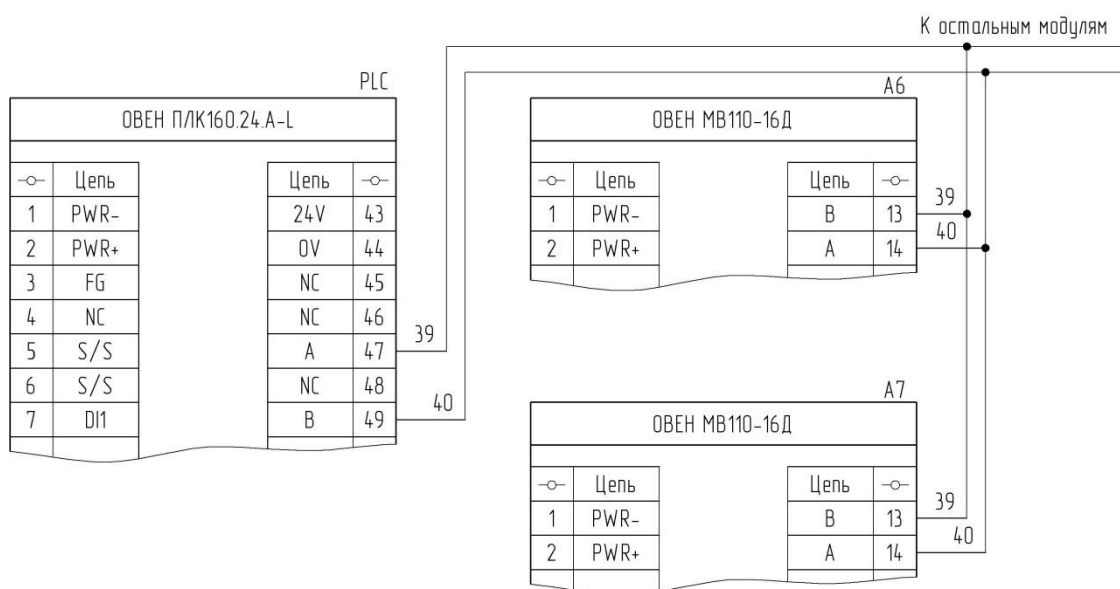 К остальным модулям
PLC
ОВЕН ПЛК160.24.А-L
Цепь Цепь
1 PWR- 24V 43
2 PWR+ 0V 44
3 FG NC 45
4 NC NC 46
5 S/S A 47 39
6 S/S NC 48
7 DI1 B 49 40
A6
ОВЕН МВ110-16Д
Цепь Цепь
1 PWR- B 13 39
2 PWR+ A 14 40
A7
ОВЕН МВ110-16Д
Цепь Цепь
1 PWR- B 13 39
2 PWR+ A 14 40